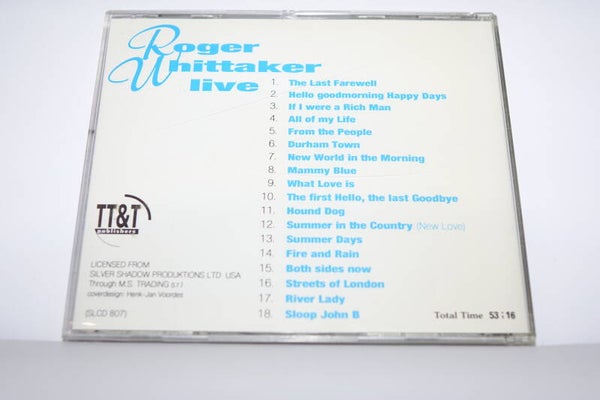 Roger
Whittaker
live
1. The Last Farewell
2. Hello goodmorning Happy Days
3. If I were a Rich Man
4. All of my Life
5. From the People
6. Durham Town
7. New World in the Morning
8. Mammy Blue
9. What Love is
10. The first Hello, the last Goodbye
11. Hound Dog
12. Summer in the Country (New Love)
13. Summer Days
14. Fire and Rain
15. Both sides now
16. Streets of London
17. River Lady
18. Sloop John B
TT&T
publishers
LICENSED FROM
SILVER SHADOW PRODUKTIONS LTD USA
Through M.S. TRADING (s.r.)
coverdesign: Henk-Jan Voordes
(SLCD 807)
Total Time 53:16